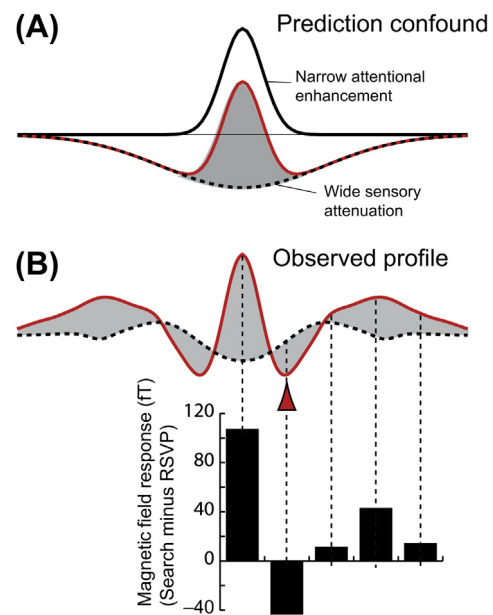 (A)
Prediction confound
Narrow attentional
enhancement
Wide sensory
attenuation
(B)
Observed profile
Magnetic field response (fT)
(Search minus RSVP)
120
80
40
0
–40